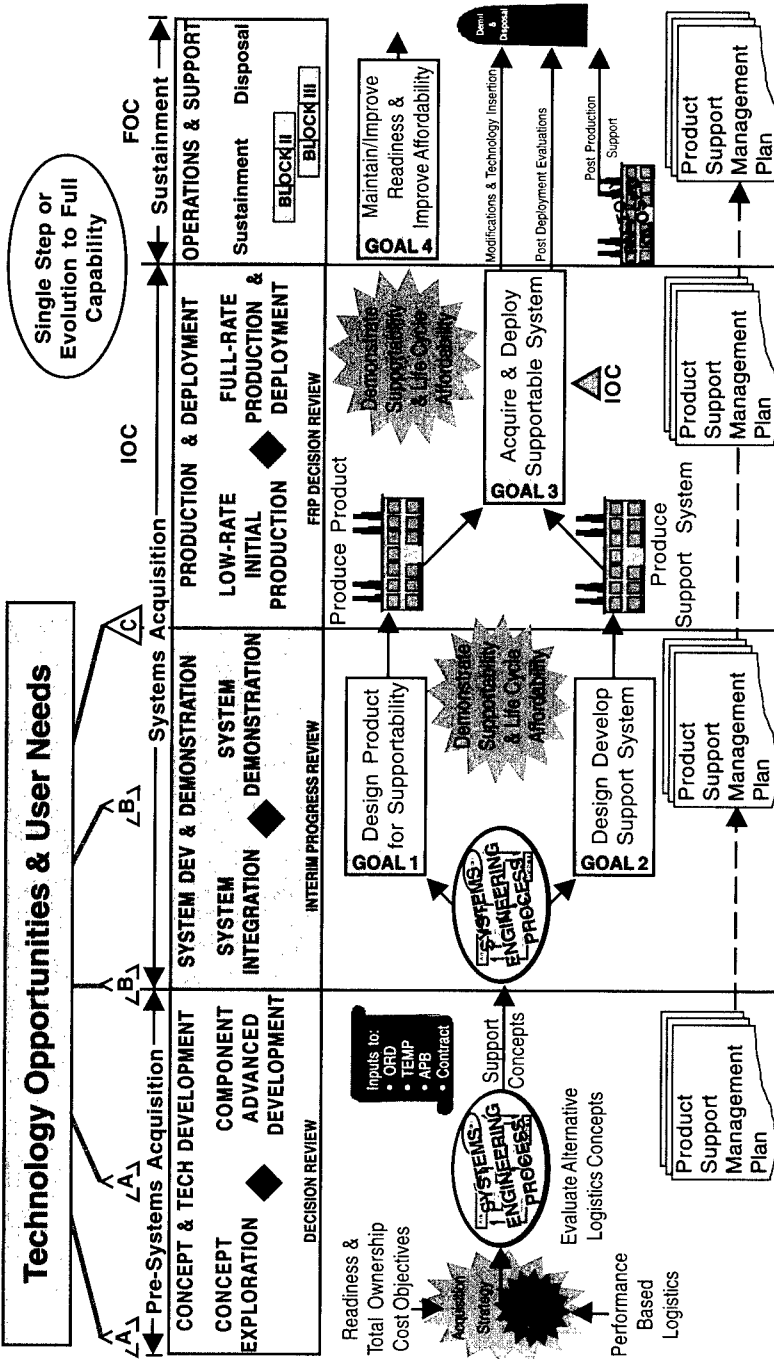 Technology Opportunities & User Needs
Single Step or
Evolution to Full
Capability
A
A
B
B
C
IOC
FOC
Pre-Systems Acquisition
Systems Acquisition
Sustainment
CONCEPT & TECH DEVELOPMENT
CONCEPT
EXPLORATION
COMPONENT
ADVANCED
DEVELOPMENT
DECISION REVIEW
SYSTEM DEV & DEMONSTRATION
SYSTEM
INTEGRATION
SYSTEM
DEMONSTRATION
INTERIM PROGRESS REVIEW
PRODUCTION & DEPLOYMENT
LOW-RATE
INITIAL
PRODUCTION
FULL-RATE
PRODUCTION &
DEPLOYMENT
FRP DECISION REVIEW
OPERATIONS & SUPPORT
Sustainment
Disposal
BLOCK II
BLOCK III
Readiness &
Total Ownership
Cost Objectives
Acquisition
Strategy
Performance
Based
Logistics
Inputs to:
• ORD
• TEMP
• APB
• Contract
SYSTEMS
ENGINEERING
PROCESS
Support
Concepts
Evaluate Alternative
Logistics Concepts
SYSTEMS
ENGINEERING
PROCESS
Design Product
for Supportability
GOAL 1
Design Develop
Support System
GOAL 2
Demonstrate
Supportability
& Life Cycle
Affordability
Produce Product
Produce
Support System
Demonstrate
Supportability
& Life Cycle
Affordability
Acquire & Deploy
Supportable System
GOAL 3
IOC
Maintain/Improve
Readiness &
Improve Affordability
GOAL 4
Modifications & Technology Insertion
Post Deployment Evaluations
Post Production
Support
Demil
&
Disposal
Product
Support
Management
Plan
Product
Support
Management
Plan
Product
Support
Management
Plan
Product
Support
Management
Plan